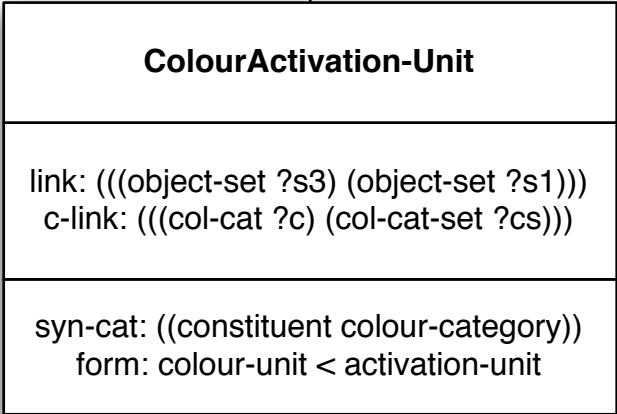 ColourActivation-Unit
link: (((object-set ?s3) (object-set ?s1)))
c-link: (((col-cat ?c) (col-cat-set ?cs)))
syn-cat: ((constituent colour-category))
form: colour-unit < activation-unit